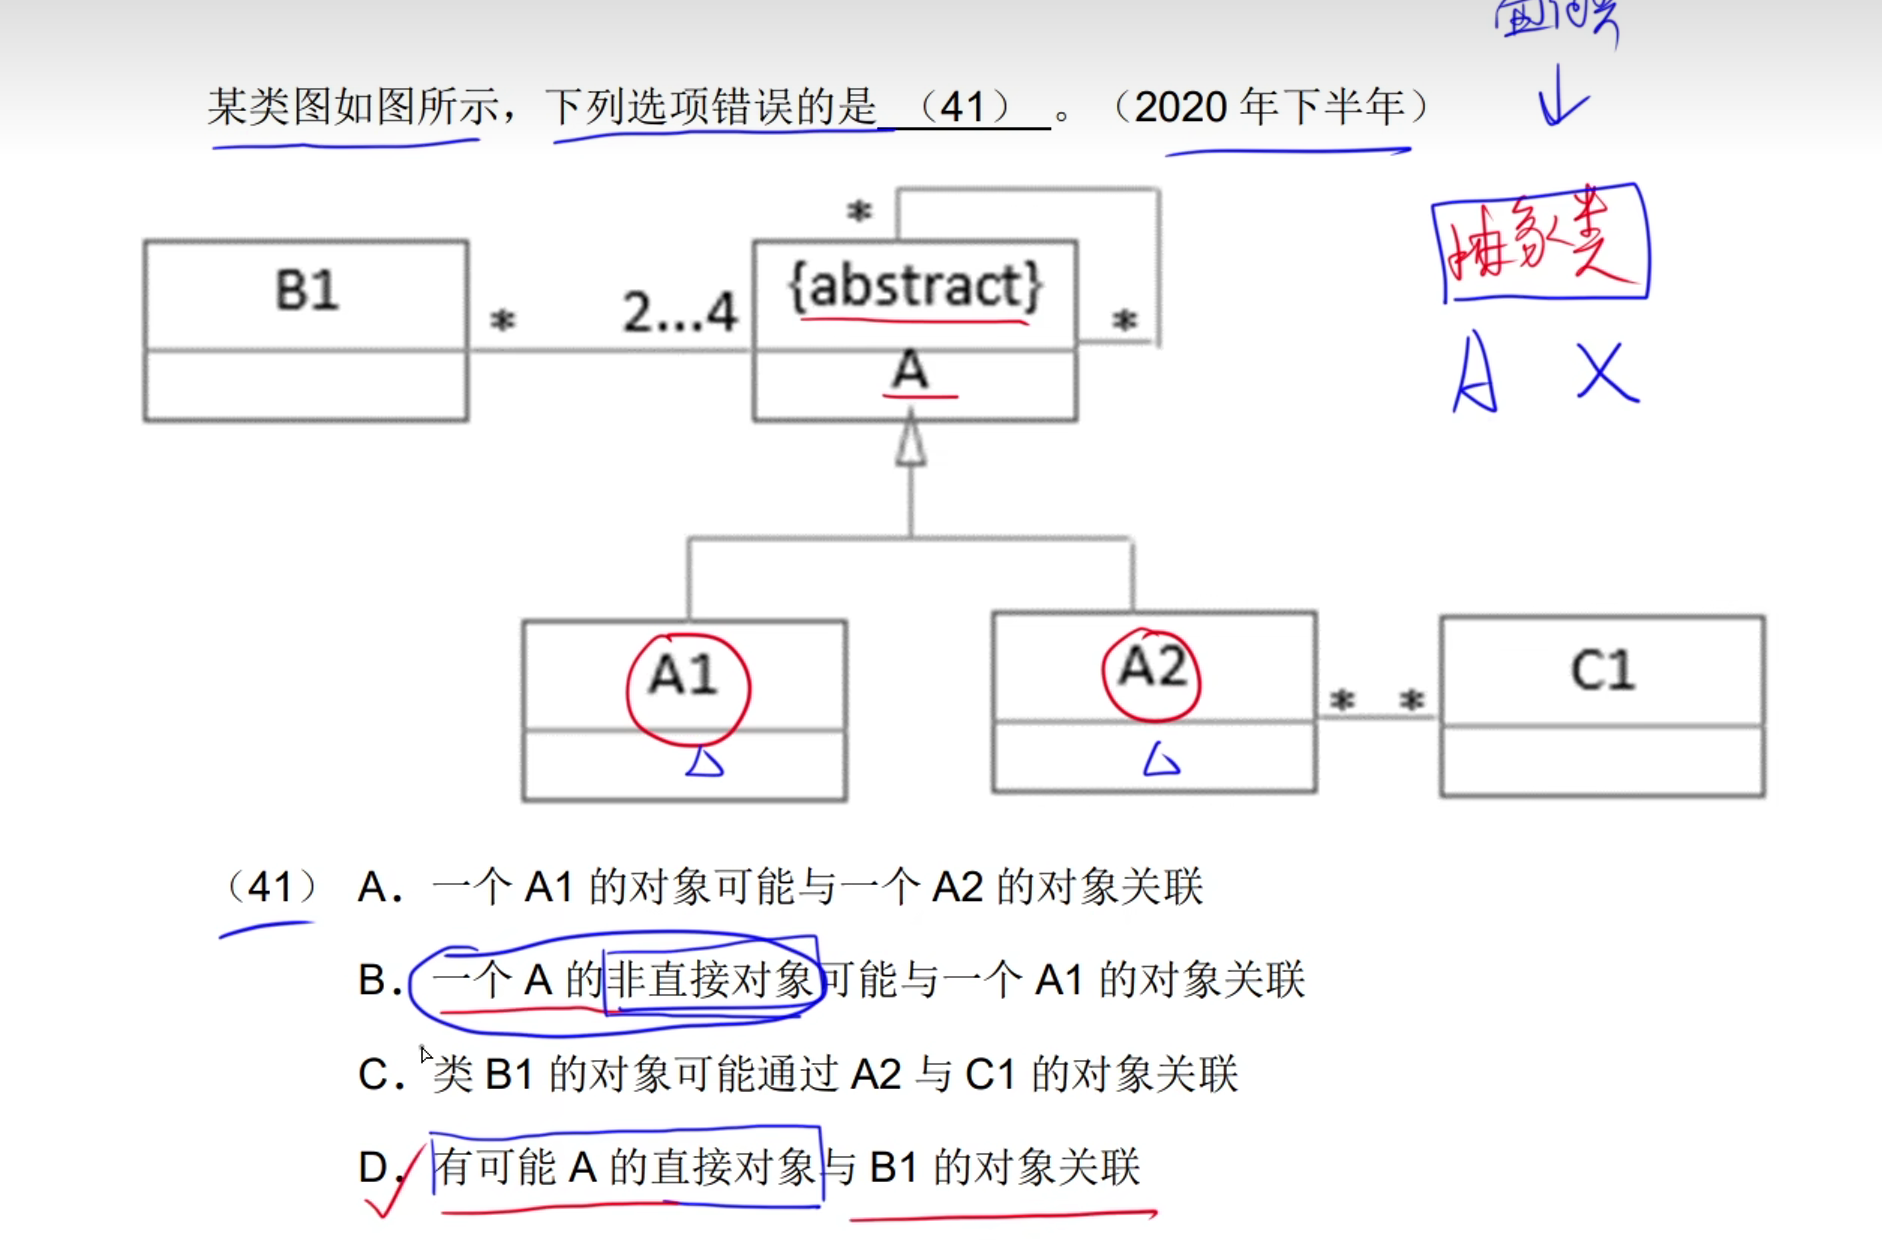 某类图如图所示，下列选项错误的是 （41） 。（2020 年下半年）
抽象类
A X
* 
B1 * 2...4 {abstract} *
A
A1 A2 * * C1
（41） A. 一个 A1 的对象可能与一个 A2 的对象关联
B. 一个 A 的非直接对象可能与一个 A1 的对象关联
C. 类 B1 的对象可能通过 A2 与 C1 的对象关联
D. 有可能 A 的直接对象与 B1 的对象关联